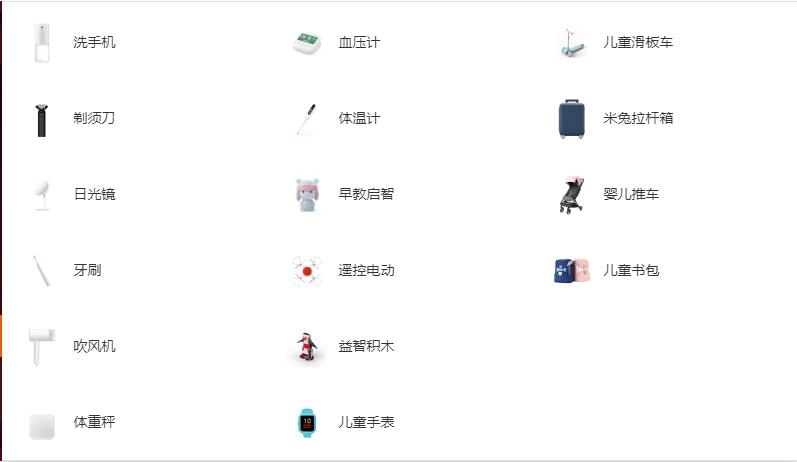 洗手机
血压计
儿童滑板车
剃须刀
体温计
米兔拉杆箱
日光镜
早教启智
婴儿推车
牙刷
遥控电动
儿童书包
吹风机
益智积木
体重秤
儿童手表